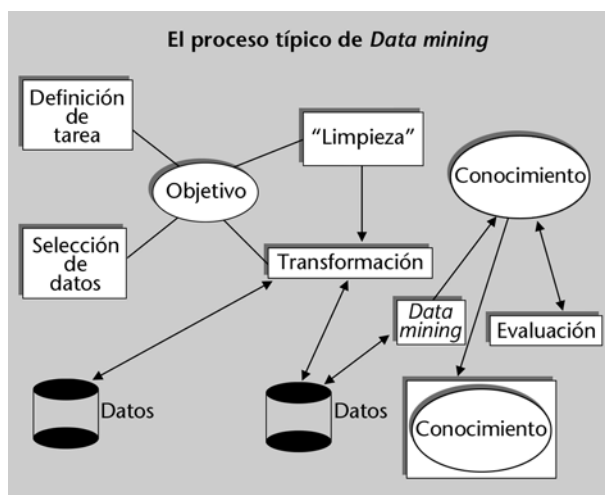 El proceso típico de Data mining
Definición
de
tarea
"Limpieza"
Conocimiento
Objetivo
Selección
de
datos
Transformación
Data
mining
Evaluación
Datos
Datos
Conocimiento